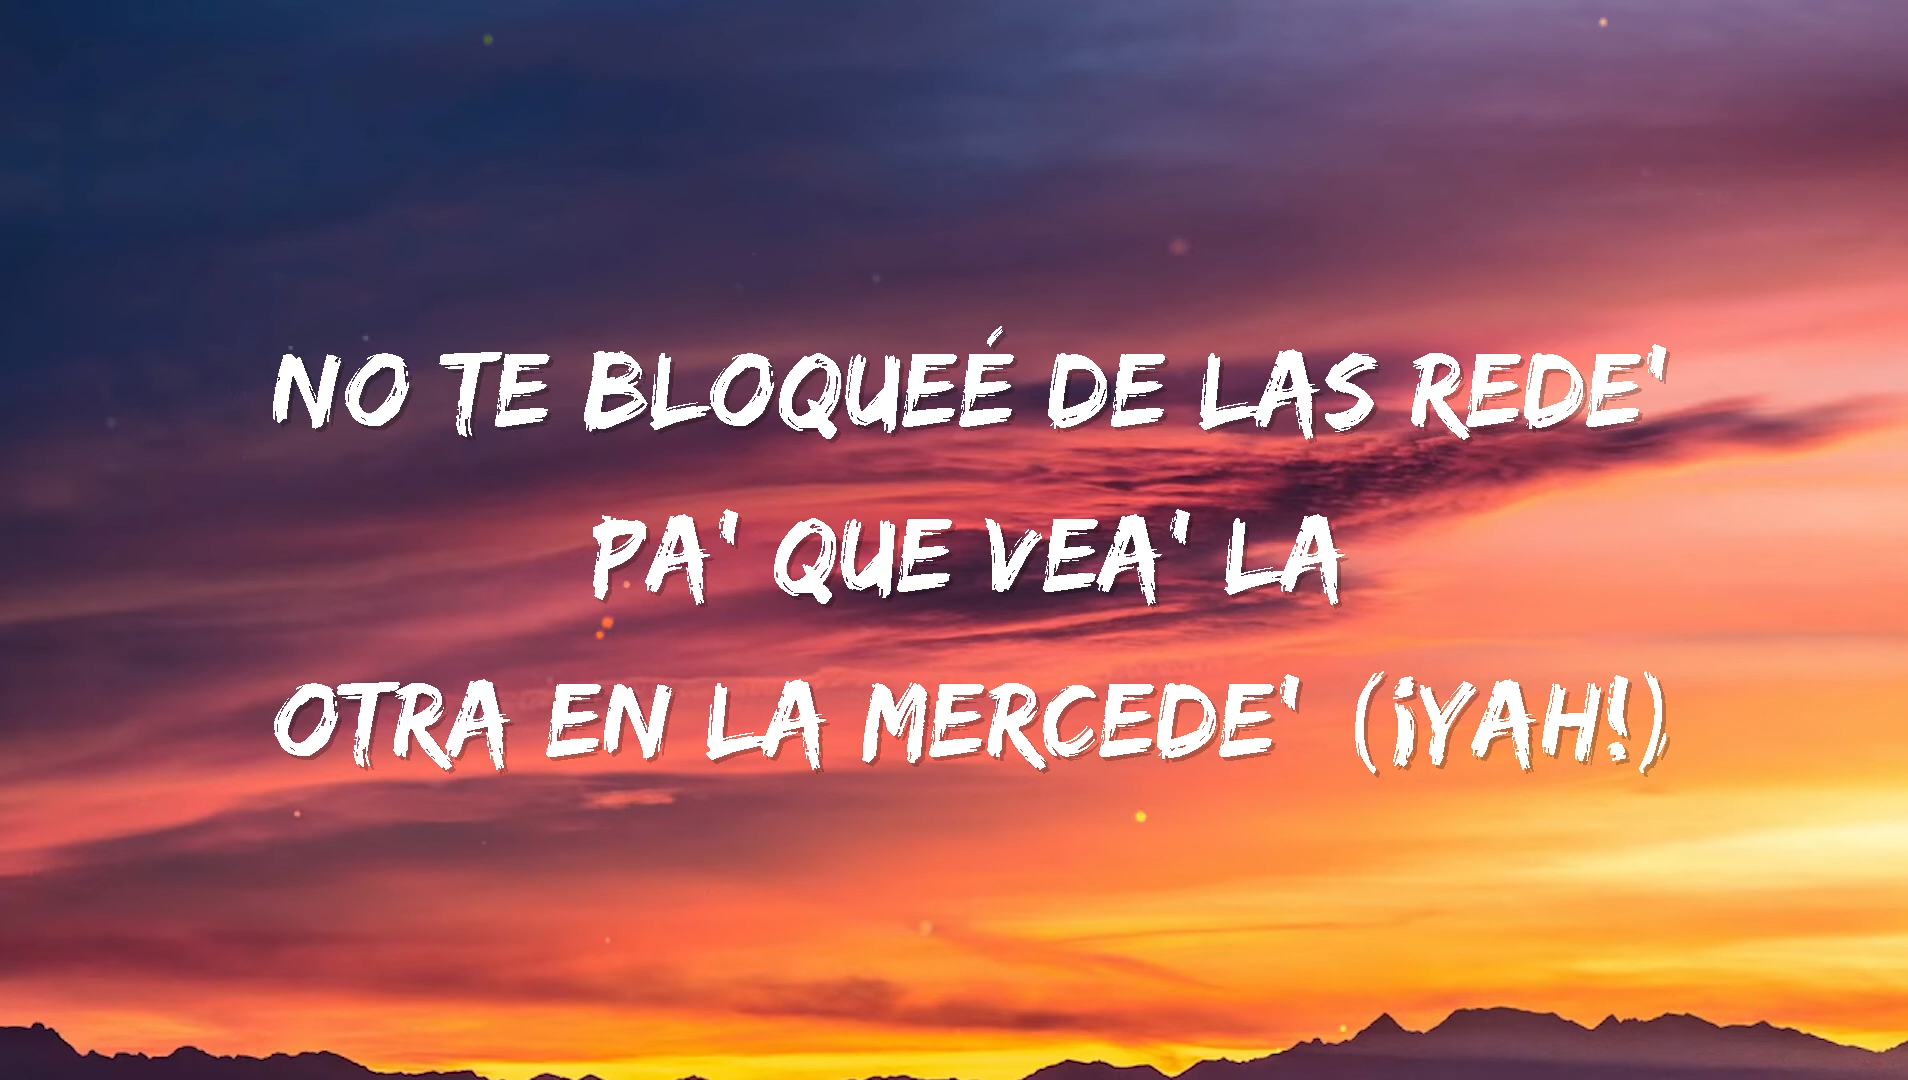 NO TE BLOQUEÉ DE LAS REDE'
PA' QUE VEA' LA
OTRA EN LA MERCEDE' (¡YAH!)